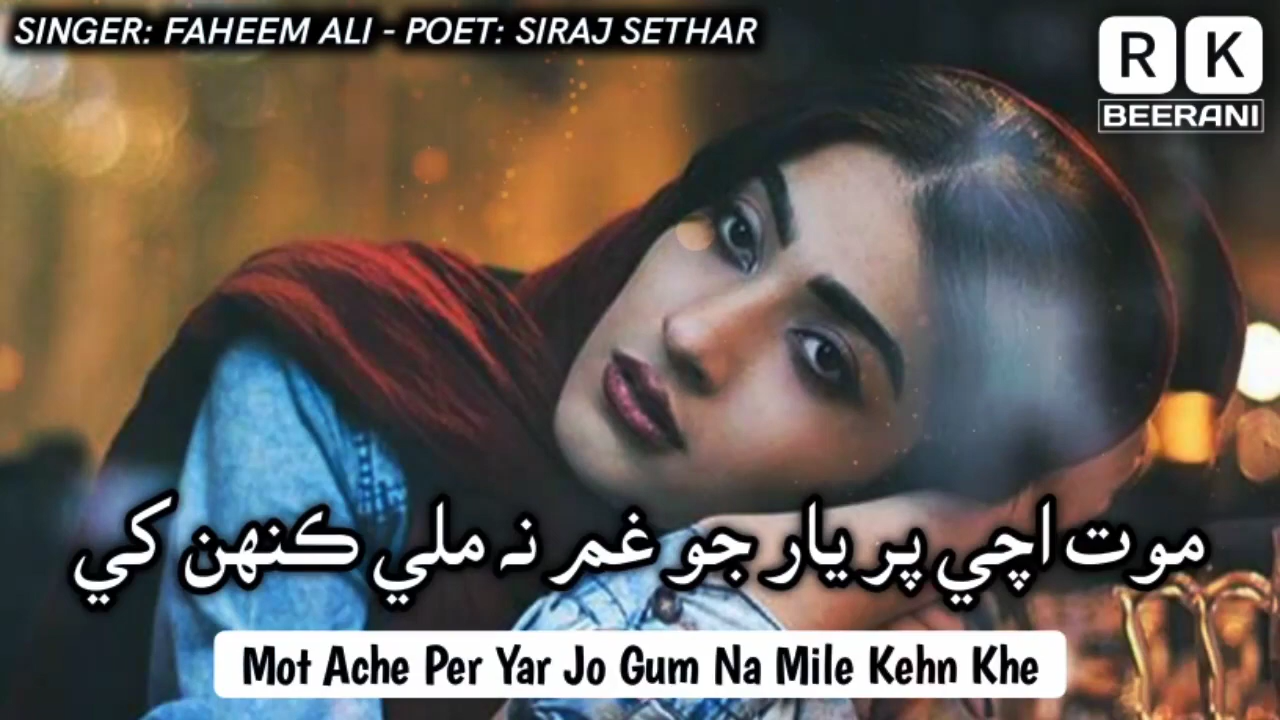 SINGER: FAHEEM ALI - POET: SIRAJ SETHAR
R K
BEERANI
موت اچي پر يار جو غم نہ ملي ڪنهن کي
Mot Ache Per Yar Jo Gum Na Mile Kehn Khe